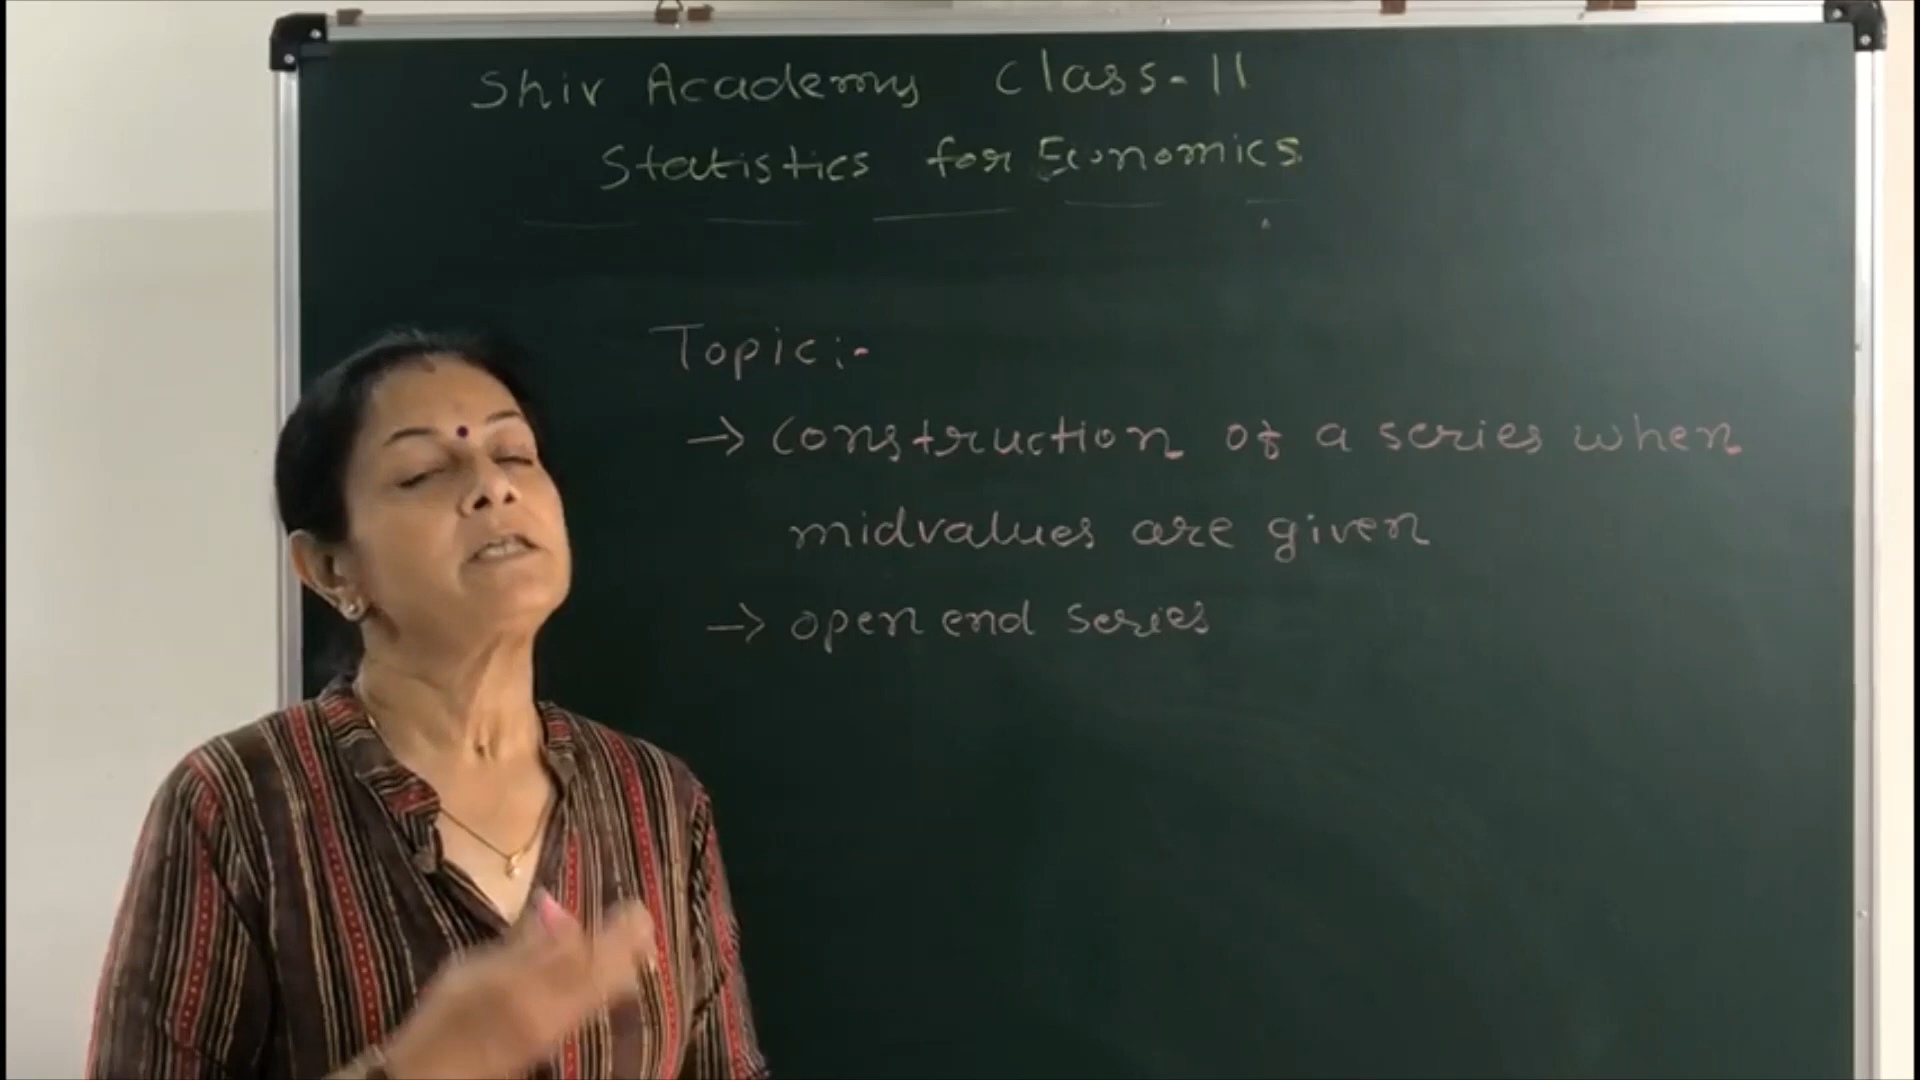 Shiv Academy Class-11
Statistics for Economics
Topic:-
→ construction of a series when
midvalues are given
→ open end series